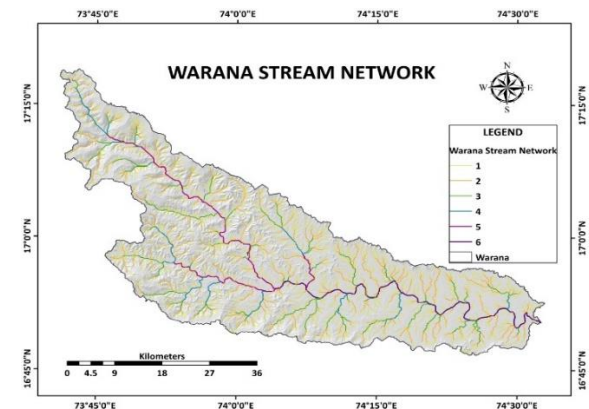 73°45'0"E 74°0'0"E 74°15'0"E 74°30'0"E
WARANA STREAM NETWORK
N
W E
S
17°15'0"N 17°15'0"N
LEGEND
Warana Stream Network
1
2
3
4
5
6
Warana
17°0'0"N 17°0'0"N
Kilometers
0 4.5 9 18 27 36
16°45'0"N 16°45'0"N
73°45'0"E 74°0'0"E 74°15'0"E 74°30'0"E